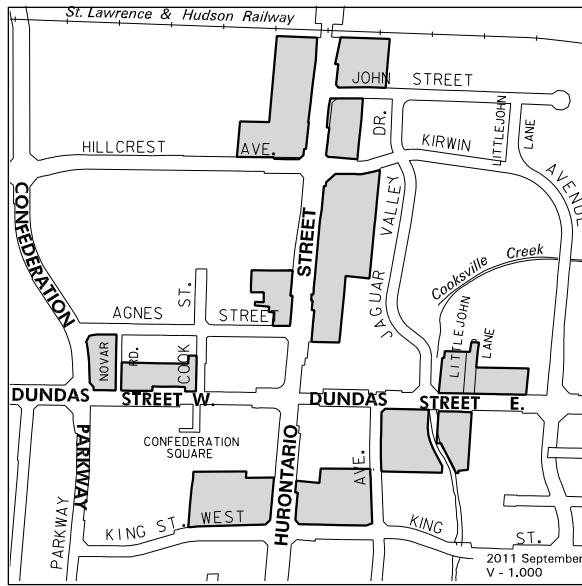 St. Lawrence & Hudson Railway
JOHN STREET
HILLCREST AVE.
DR.
KIRWIN
LITTLEJOHN
LANE
AVENUE
CONFEDERATION
STREET
JAGUAR VALLEY
Cooksville Creek
ST.
AGNES STREET
NOVAR
RD.
COOK
LITTLEJOHN
LANE
DUNDAS STREET W. DUNDAS STREET E.
CONFEDERATION
SQUARE
PARKWAY
HURONTARIO
AVE.
PARKWAY
KING ST. WEST
KING
ST.
2011 September
V - 1.000